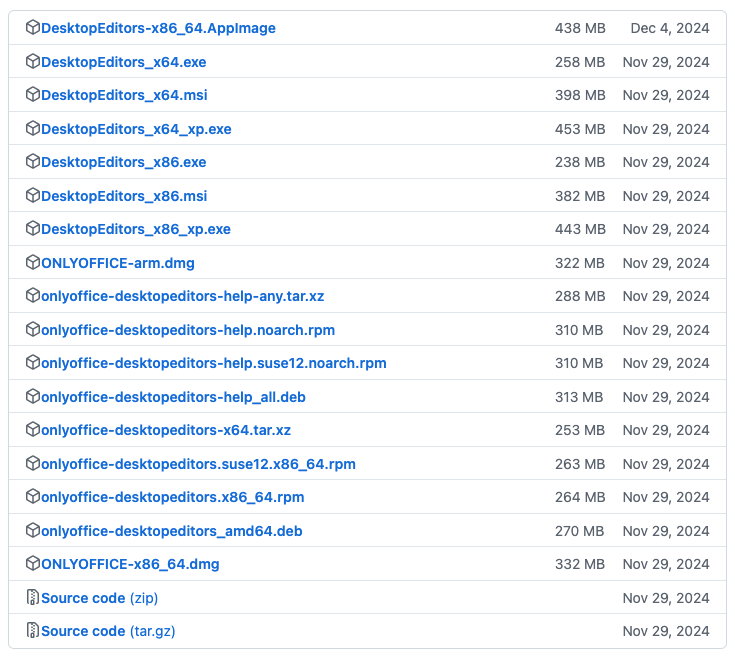 DesktopEditors-x86_64.AppImage 438 MB Dec 4, 2024
DesktopEditors_x64.exe 258 MB Nov 29, 2024
DesktopEditors_x64.msi 398 MB Nov 29, 2024
DesktopEditors_x64_xp.exe 453 MB Nov 29, 2024
DesktopEditors_x86.exe 238 MB Nov 29, 2024
DesktopEditors_x86.msi 382 MB Nov 29, 2024
DesktopEditors_x86_xp.exe 443 MB Nov 29, 2024
ONLYOFFICE-arm.dmg 322 MB Nov 29, 2024
onlyoffice-desktopeditors-help-any.tar.xz 288 MB Nov 29, 2024
onlyoffice-desktopeditors-help.noarch.rpm 310 MB Nov 29, 2024
onlyoffice-desktopeditors-help.suse12.noarch.rpm 310 MB Nov 29, 2024
onlyoffice-desktopeditors-help_all.deb 313 MB Nov 29, 2024
onlyoffice-desktopeditors-x64.tar.xz 253 MB Nov 29, 2024
onlyoffice-desktopeditors.suse12.x86_64.rpm 263 MB Nov 29, 2024
onlyoffice-desktopeditors.x86_64.rpm 264 MB Nov 29, 2024
onlyoffice-desktopeditors_amd64.deb 270 MB Nov 29, 2024
ONLYOFFICE-x86_64.dmg 332 MB Nov 29, 2024
Source code (zip) Nov 29, 2024
Source code (tar.gz) Nov 29, 2024